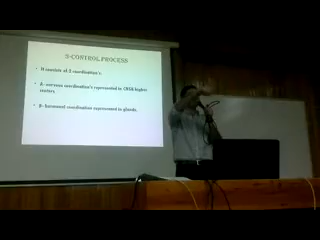 2-CONTROL PROCESS
It consists of 2 coordination's:
A- nervous coordination's represented in CNS& higher
centers.
B- hormonal coordination represented in glands.